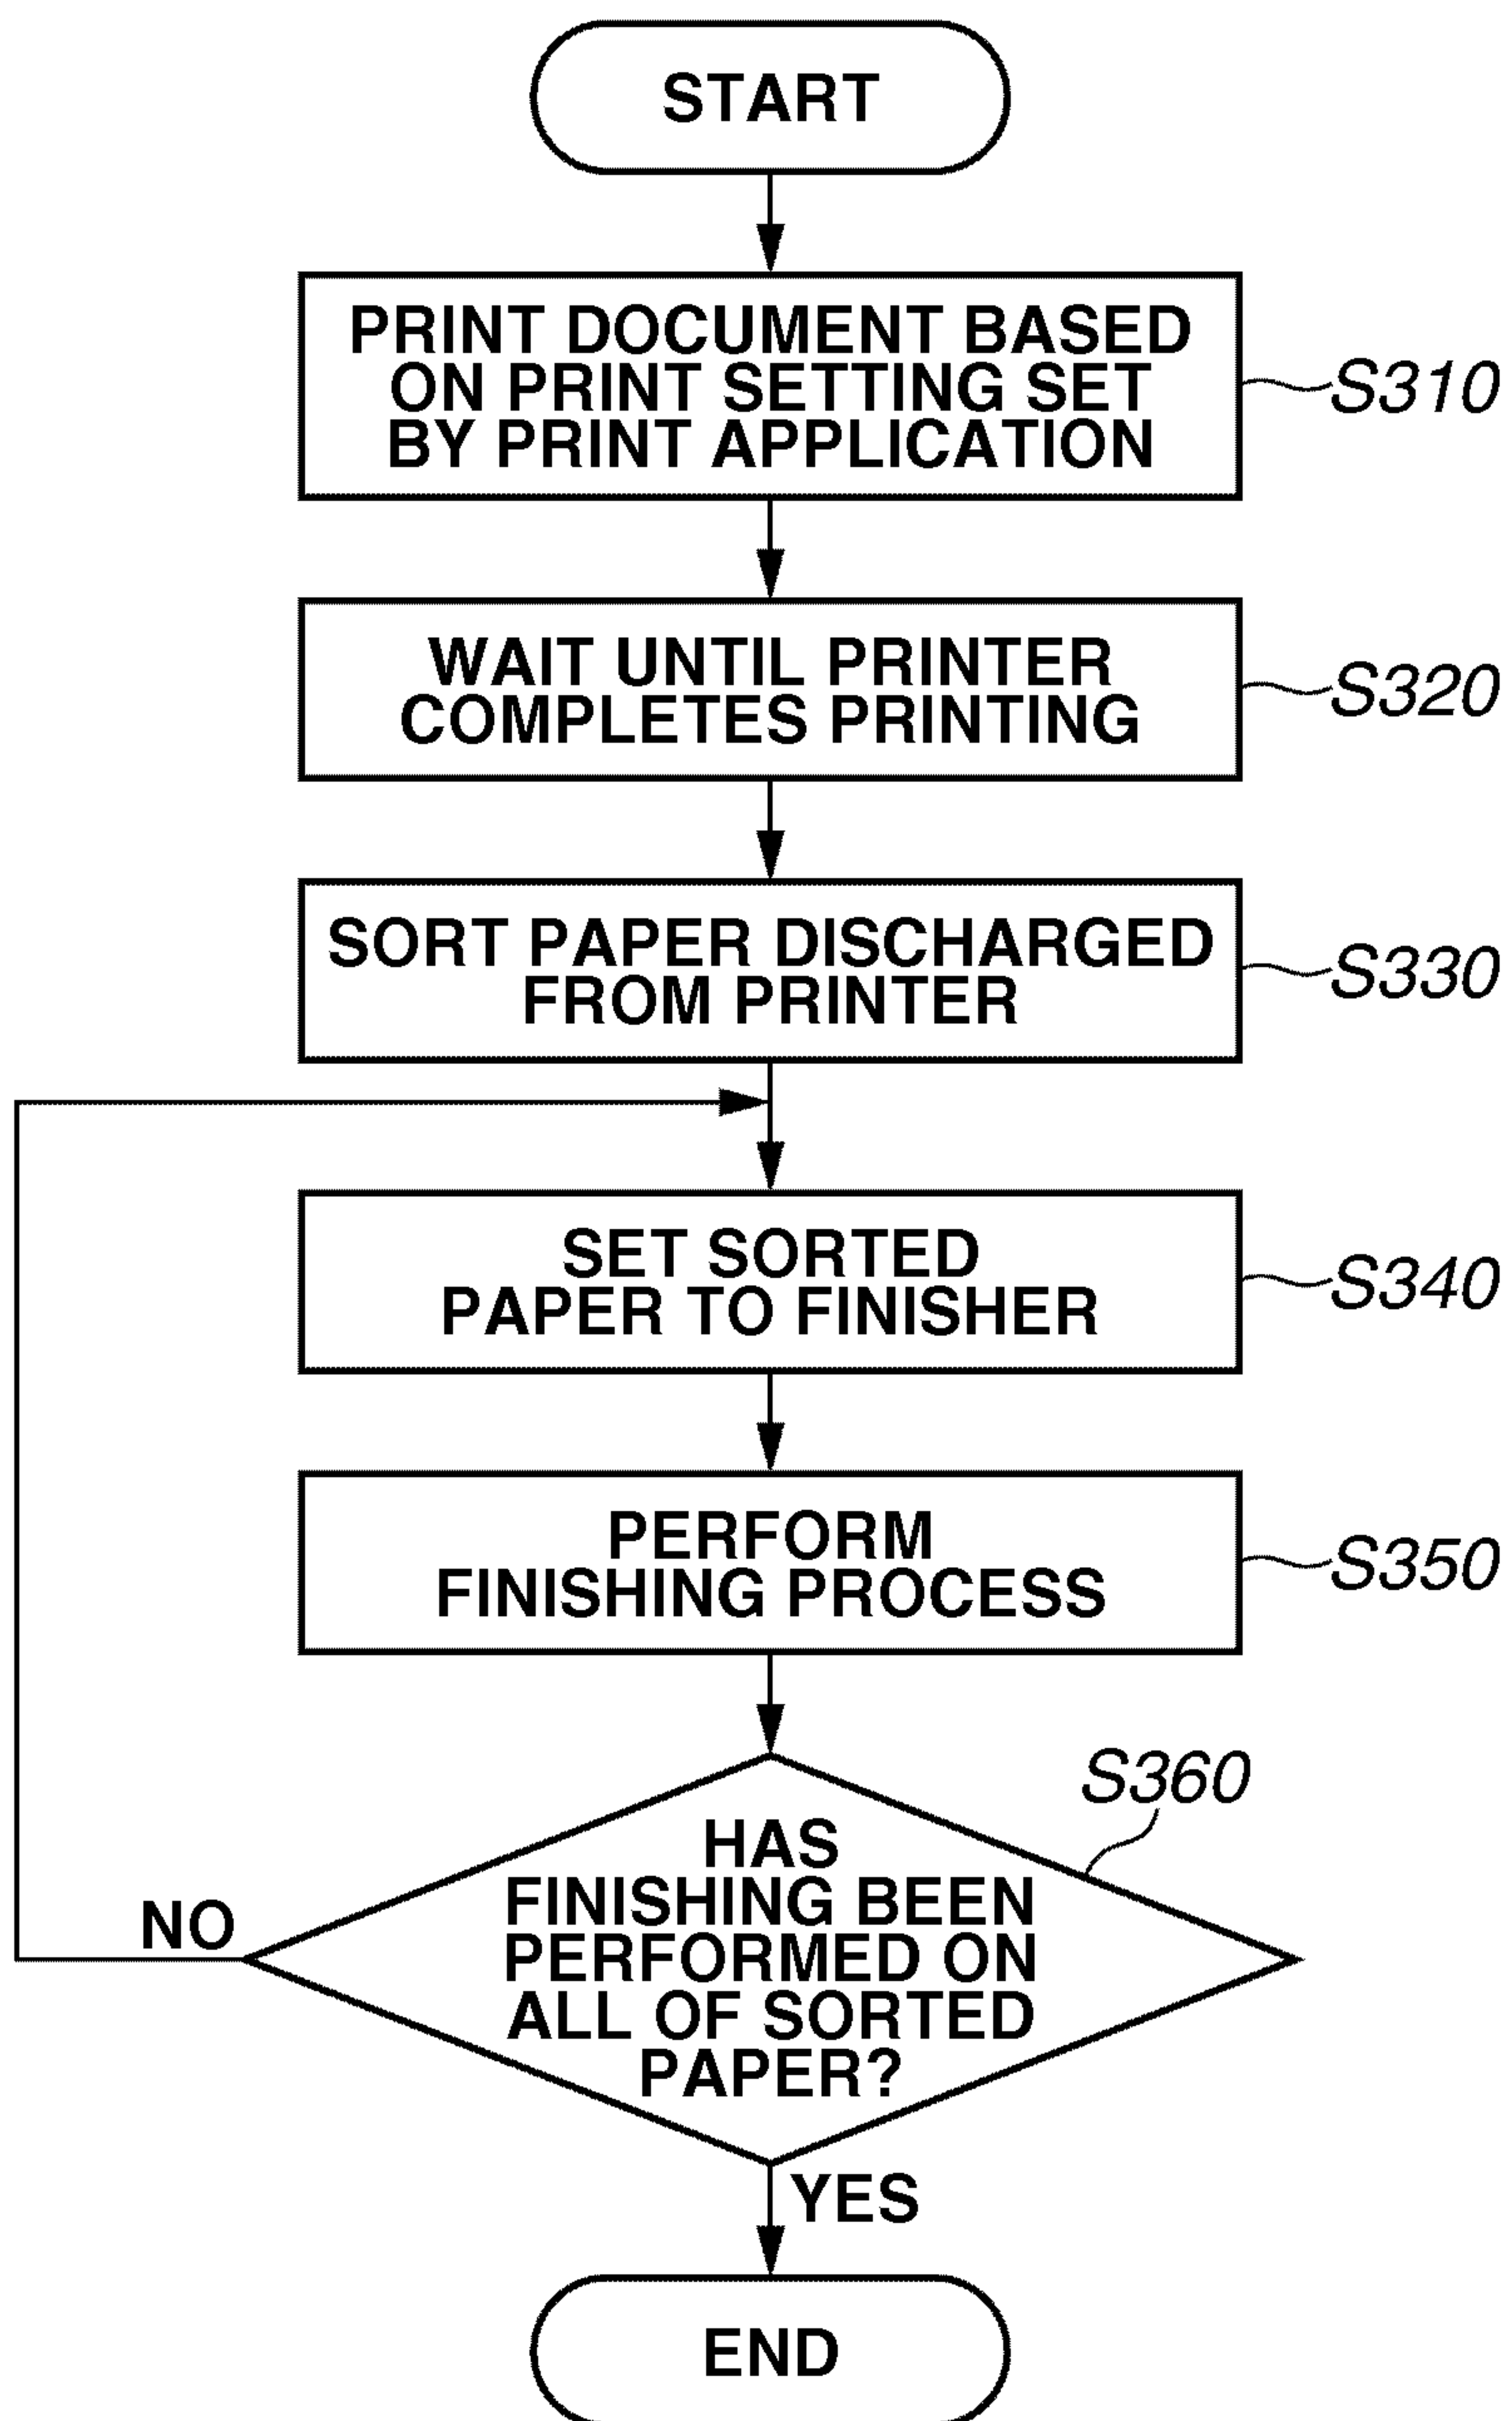 START
PRINT DOCUMENT BASED
ON PRINT SETTING SET
BY PRINT APPLICATION
S310
WAIT UNTIL PRINTER
COMPLETES PRINTING
S320
SORT PAPER DISCHARGED
FROM PRINTER
S330
SET SORTED
PAPER TO FINISHER
S340
PERFORM
FINISHING PROCESS
S350
S360
HAS
FINISHING BEEN
PERFORMED ON
ALL OF SORTED
PAPER?
NO
YES
END